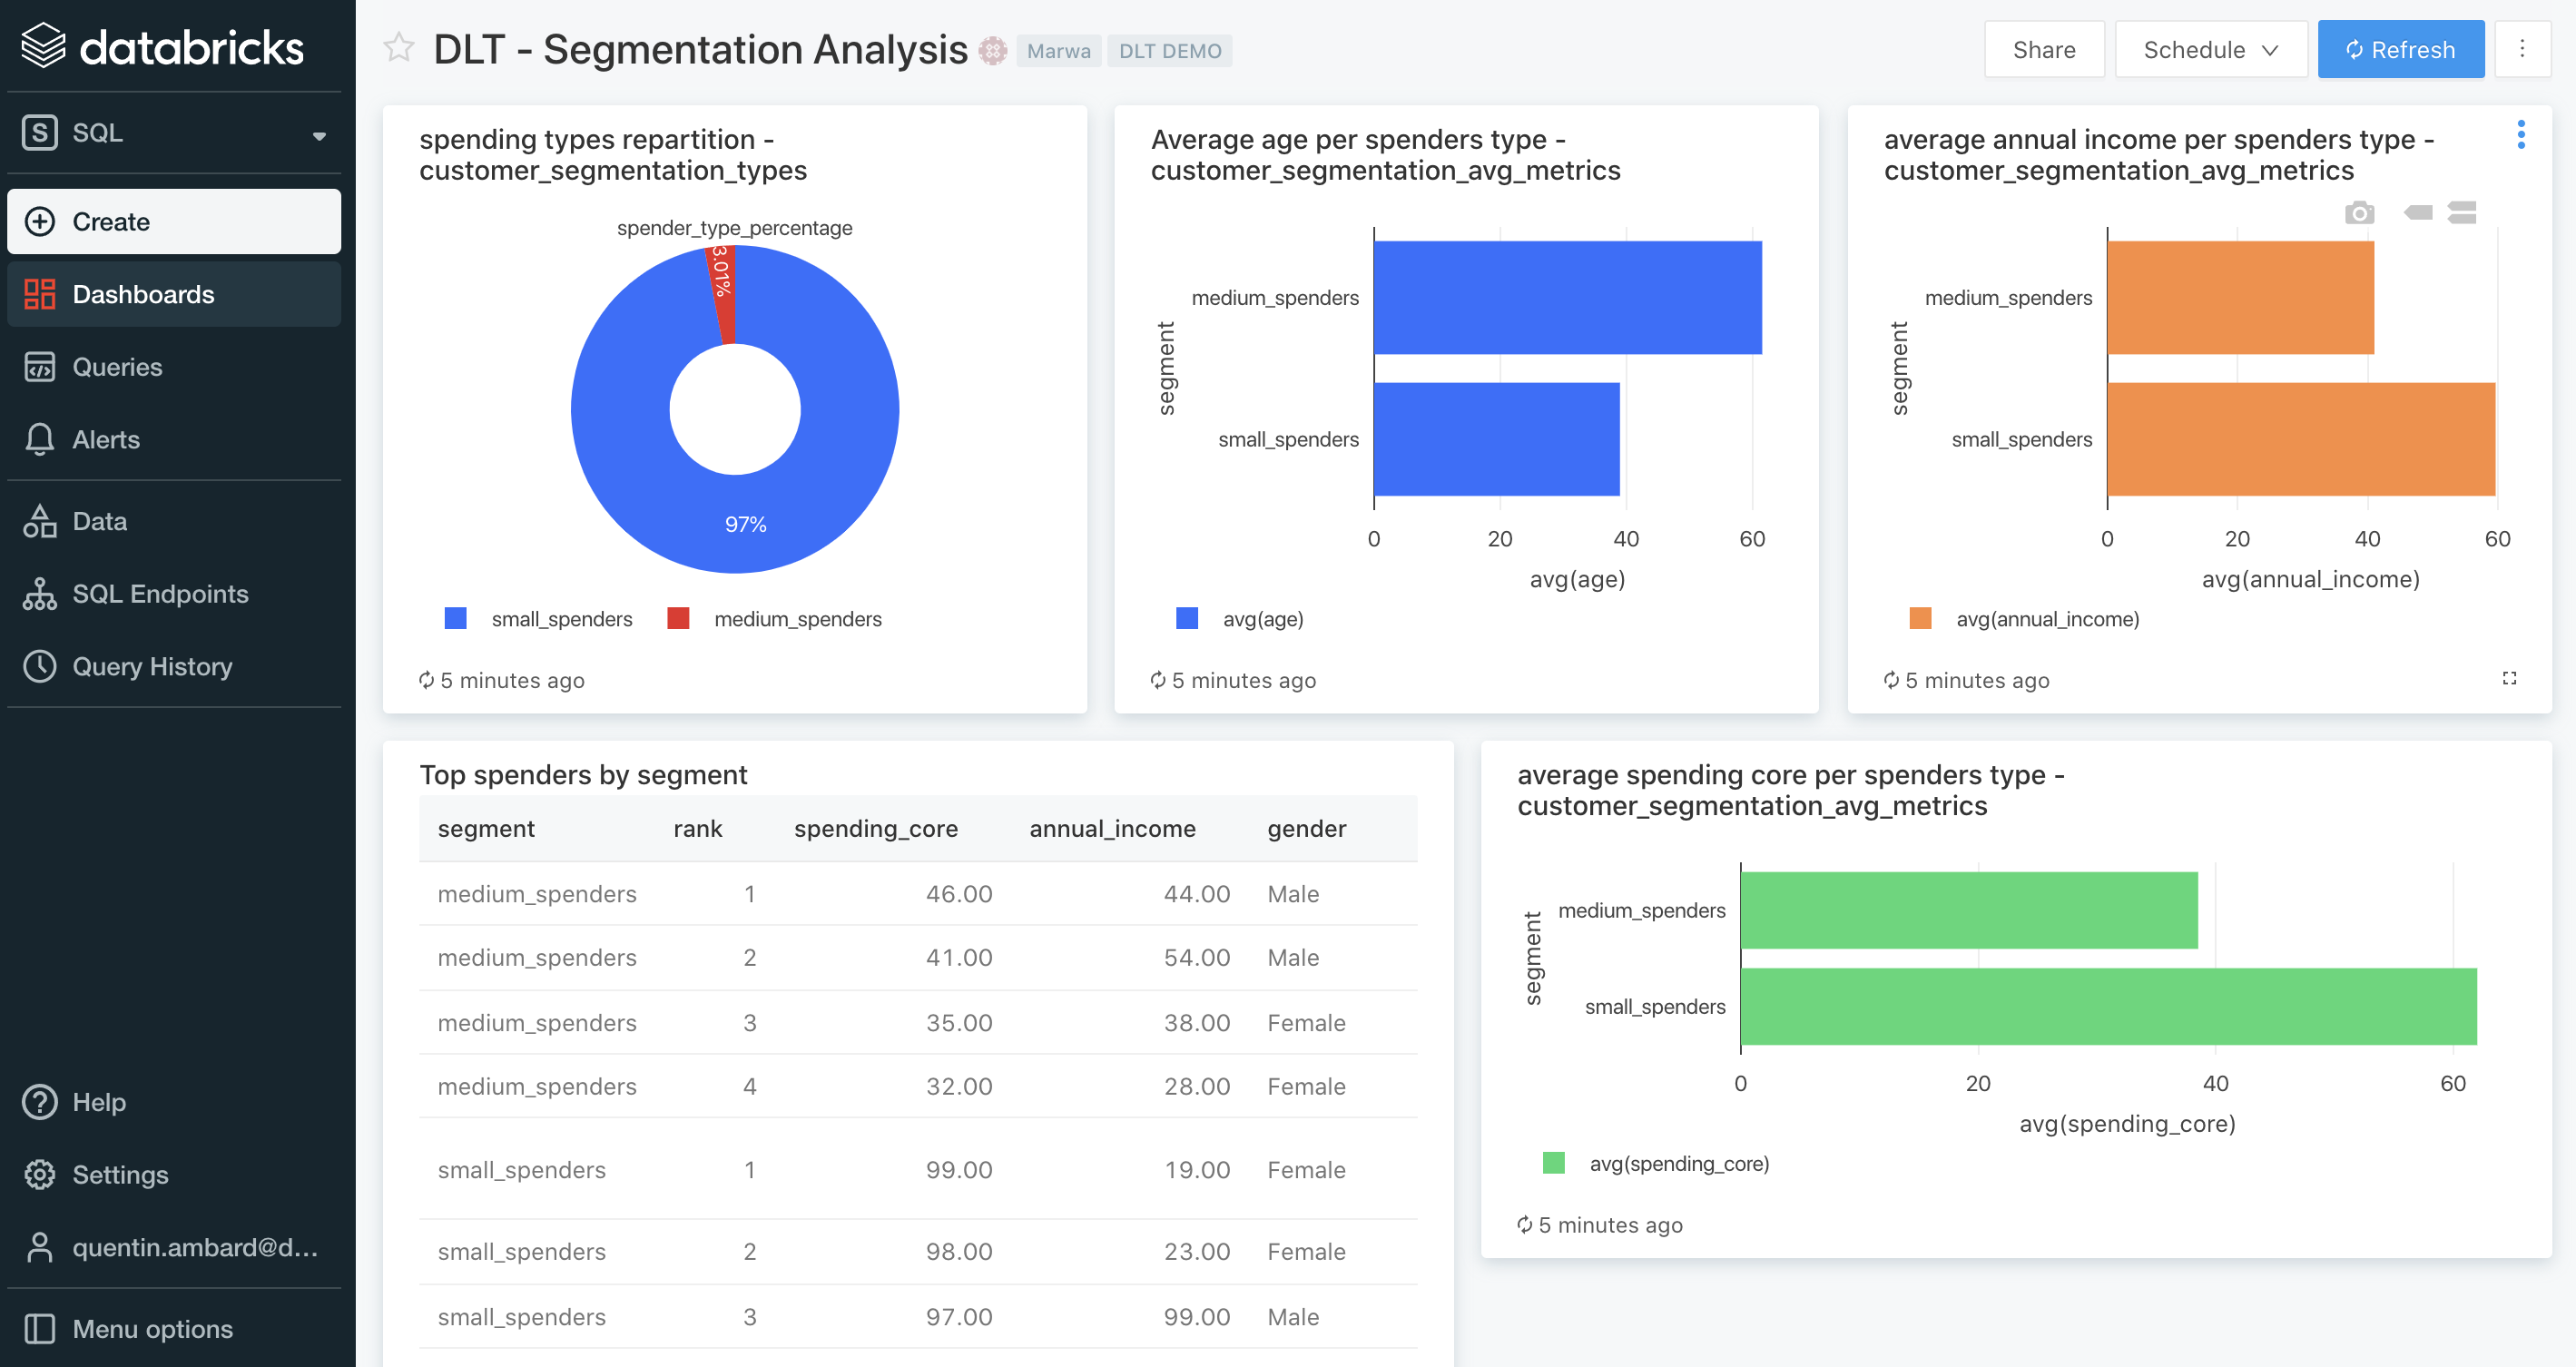 databricks
S SQL
Create
Dashboards
Queries
Alerts
Data
SQL Endpoints
Query History
Help
Settings
quentin.ambard@d...
Menu options
DLT - Segmentation Analysis
Marwa
DLT DEMO
Share
Schedule
Refresh
spending types repartition -
customer_segmentation_types
spender_type_percentage
3.01%
97%
small_spenders
medium_spenders
5 minutes ago
Average age per spenders type -
customer_segmentation_avg_metrics
segment
medium_spenders
small_spenders
0 20 40 60
avg(age)
avg(age)
5 minutes ago
average annual income per spenders type -
customer_segmentation_avg_metrics
segment
medium_spenders
small_spenders
0 20 40 60
avg(annual_income)
avg(annual_income)
5 minutes ago
Top spenders by segment
segment rank spending_core annual_income gender
medium_spenders 1 46.00 44.00 Male
medium_spenders 2 41.00 54.00 Male
medium_spenders 3 35.00 38.00 Female
medium_spenders 4 32.00 28.00 Female
small_spenders 1 99.00 19.00 Female
small_spenders 2 98.00 23.00 Female
small_spenders 3 97.00 99.00 Male
average spending core per spenders type -
customer_segmentation_avg_metrics
segment
medium_spenders
small_spenders
0 20 40 60
avg(spending_core)
avg(spending_core)
5 minutes ago